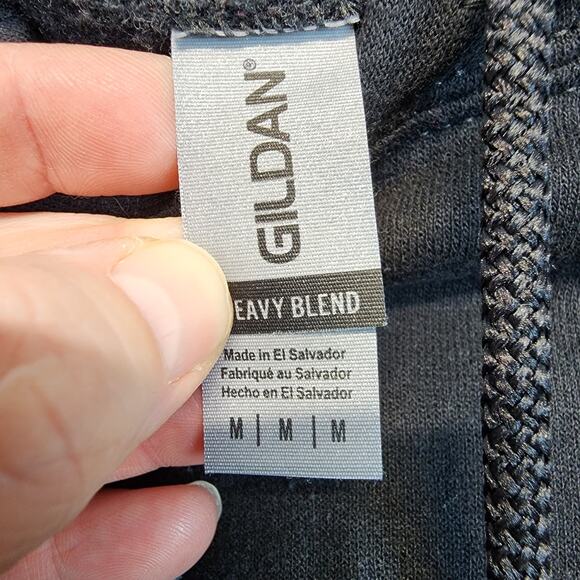 GILDAN®
EAVY BLEND
Made in El Salvador
Fabriqué au Salvador
Hecho en El Salvador
M | M | M